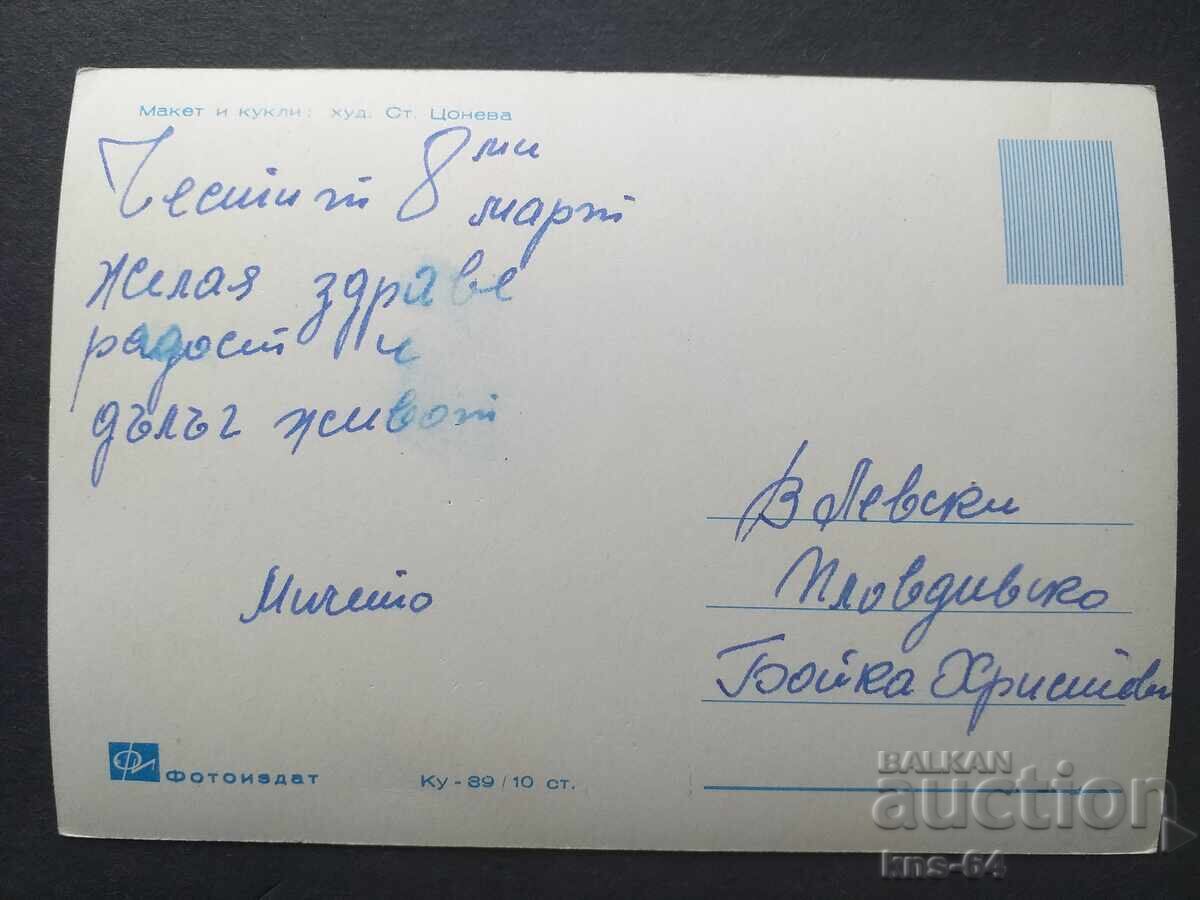 Макет и кукли: худ. Ст. Цонева
Честит 8ми март
Желая здраве
радост и
дълъг живот
Мичето
В Левски
Пловдивско
Бойка Христова
ФИ Фотоиздат
Ку-89/10 ст.
BALKAN
auction
kns-64